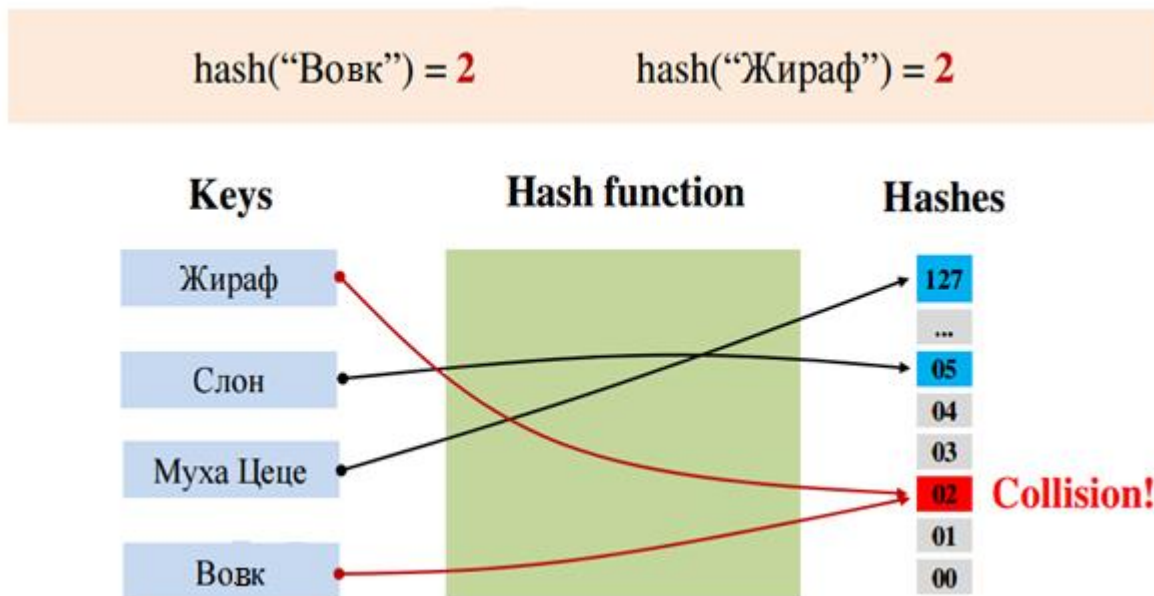 hash(“Вовк”) = 2 hash(“Жираф”) = 2
Keys Hash function Hashes
Жираф
Слон
Муха Цеце
Вовк
127
...
05
04
03
02 Collision!
01
00